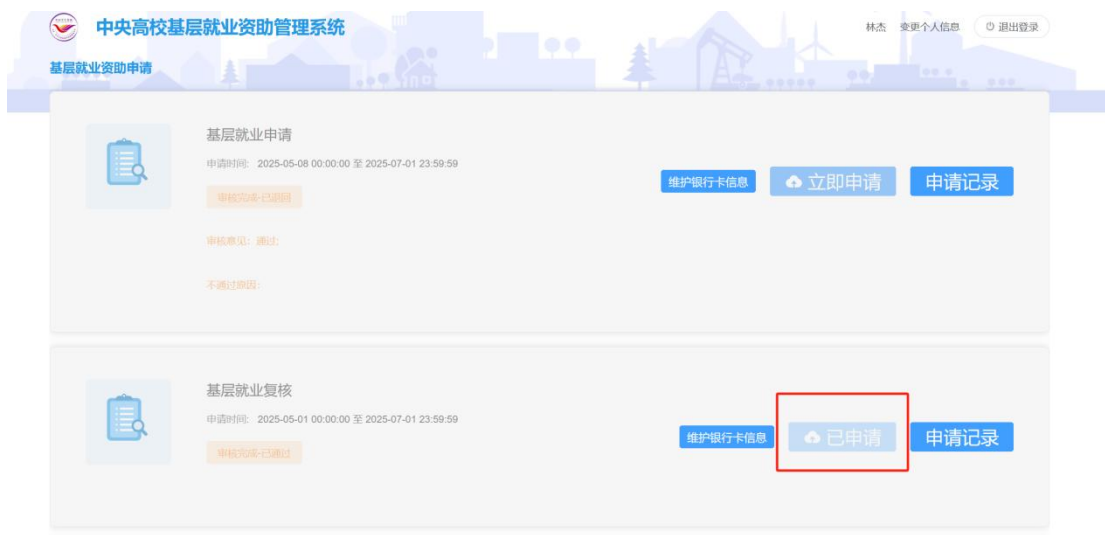 中央高校基层就业资助管理系统
林杰 变更个人信息 退出登录
基层就业资助申请
基层就业申请
申请时间: 2025-05-08 00:00:00 至 2025-07-01 23:59:59
审核完成-已退回
维护银行卡信息 立即申请 申请记录
审核意见: 通过;
不通过原因:
基层就业复核
申请时间: 2025-05-01 00:00:00 至 2025-07-01 23:59:59
审核完成-已通过
维护银行卡信息 已申请 申请记录